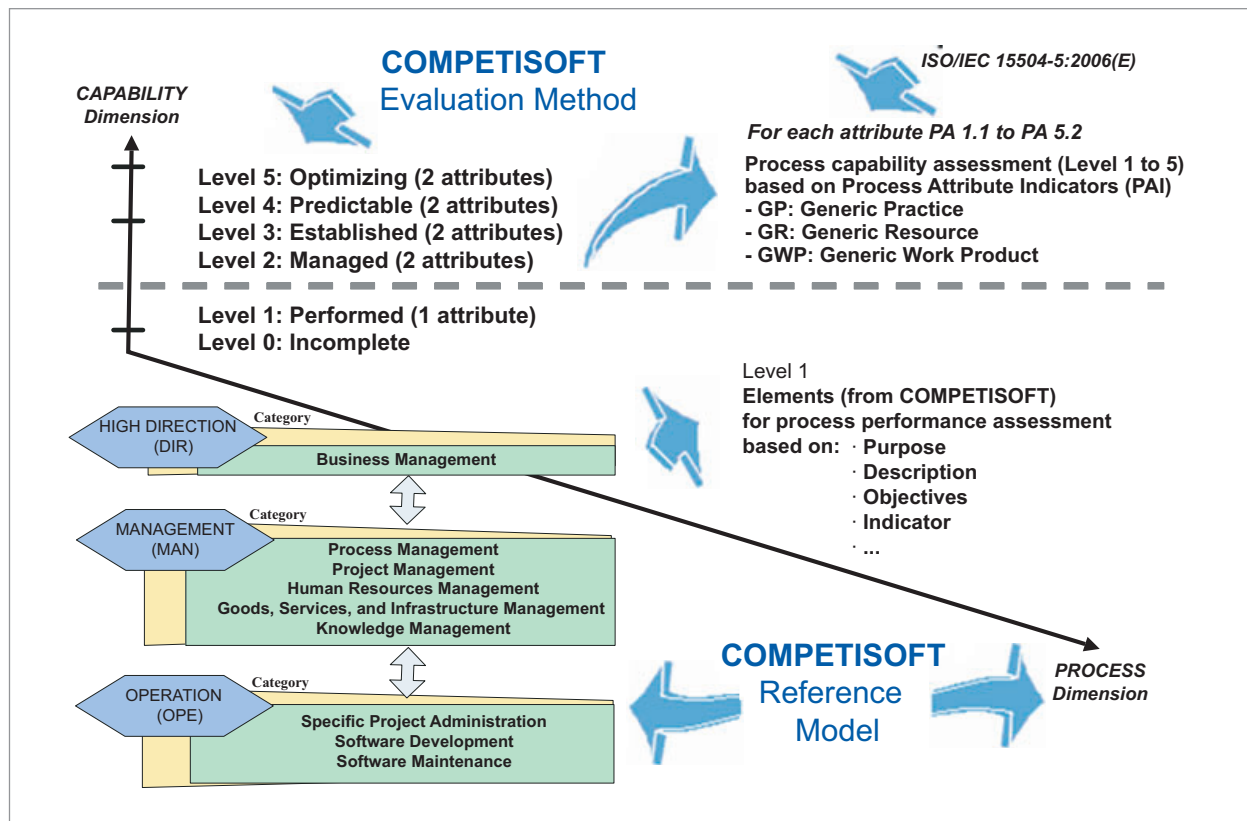 COMPETISOFT
Evaluation Method
ISO/IEC 15504-5:2006(E)
CAPABILITY
Dimension
For each attribute PA 1.1 to PA 5.2
Process capability assessment (Level 1 to 5)
based on Process Attribute Indicators (PAI)
- GP: Generic Practice
- GR: Generic Resource
- GWP: Generic Work Product
Level 5: Optimizing (2 attributes)
Level 4: Predictable (2 attributes)
Level 3: Established (2 attributes)
Level 2: Managed (2 attributes)
Level 1: Performed (1 attribute)
Level 0: Incomplete
Level 1
Elements (from COMPETISOFT)
for process performance assessment
based on: · Purpose
· Description
· Objectives
· Indicator
· ...
HIGH DIRECTION
(DIR)
Category
Business Management
MANAGEMENT
(MAN)
Category
Process Management
Project Management
Human Resources Management
Goods, Services, and Infrastructure Management
Knowledge Management
OPERATION
(OPE)
Category
Specific Project Administration
Software Development
Software Maintenance
COMPETISOFT
Reference
Model
PROCESS
Dimension